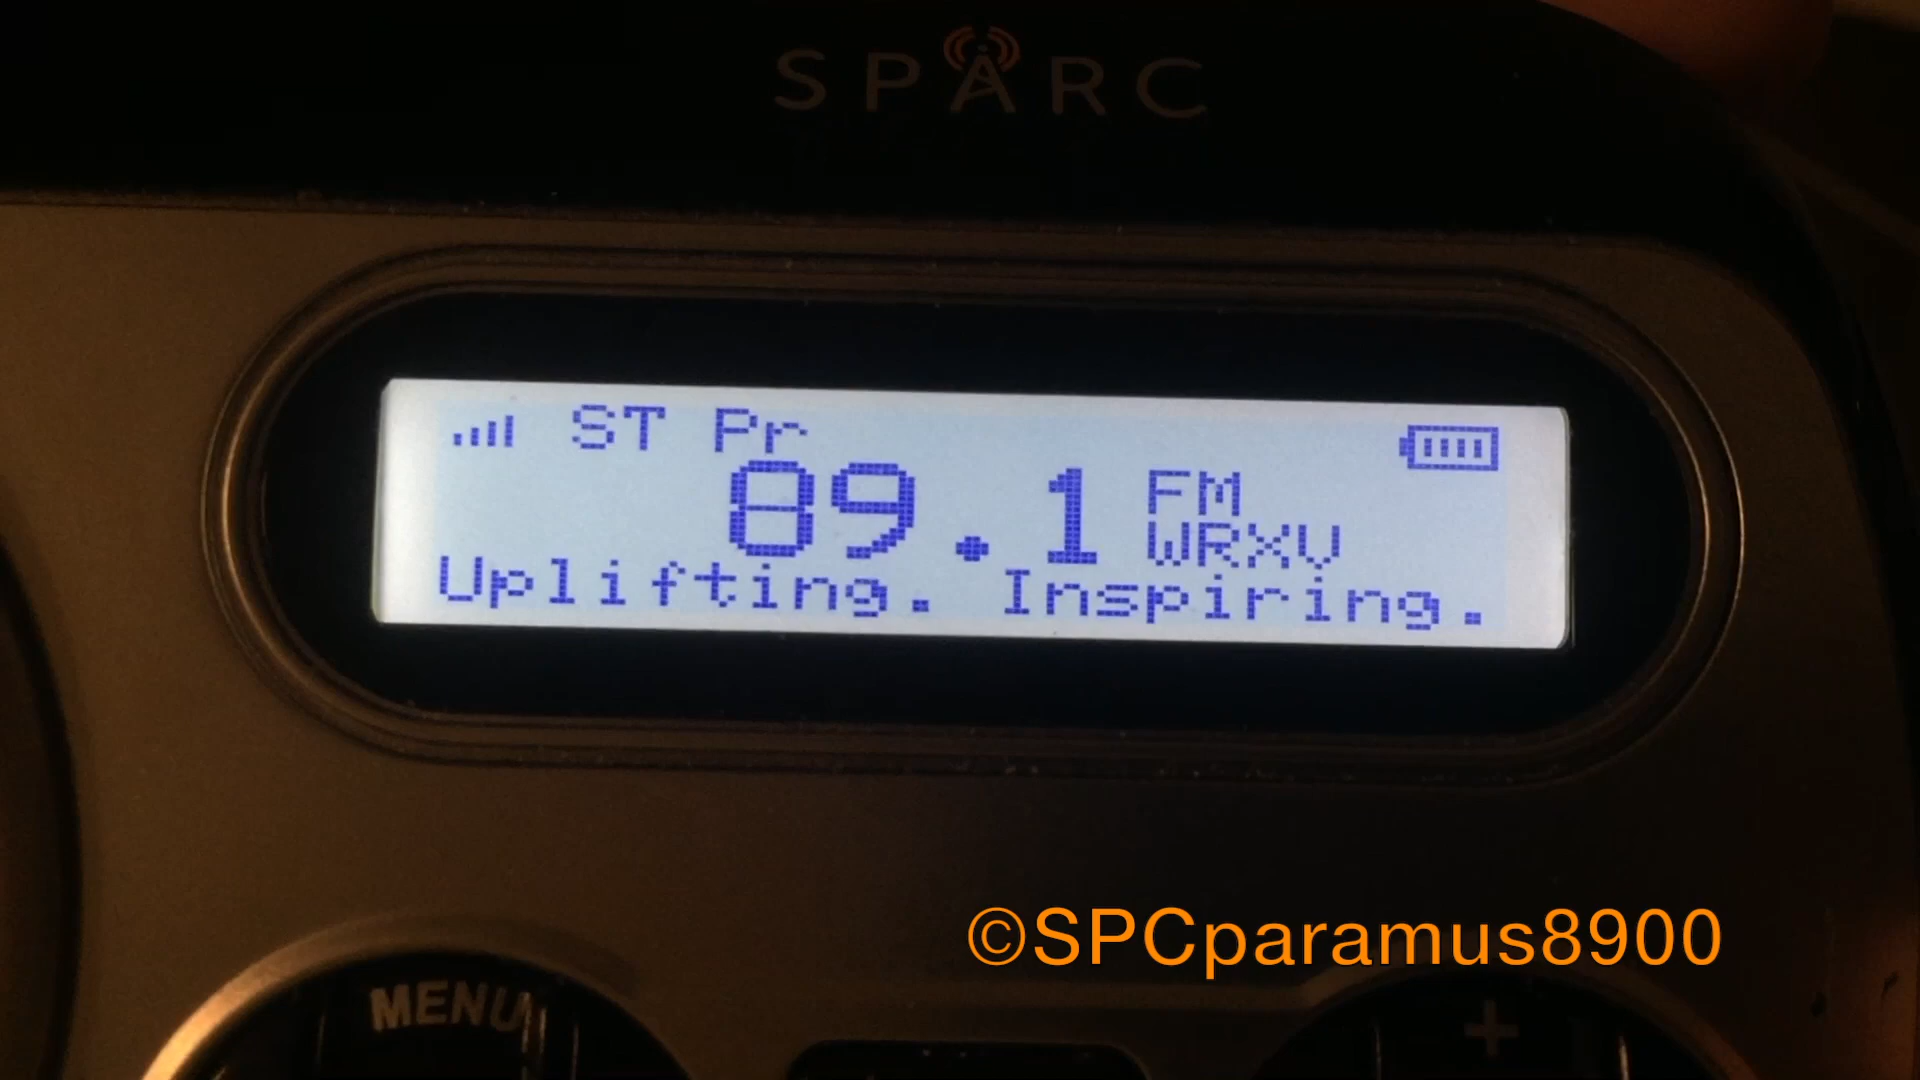 SPARC
ST Pr
89.1 FM
WRXV
Uplifting. Inspiring.
©SPCparamus8900
MENU
+